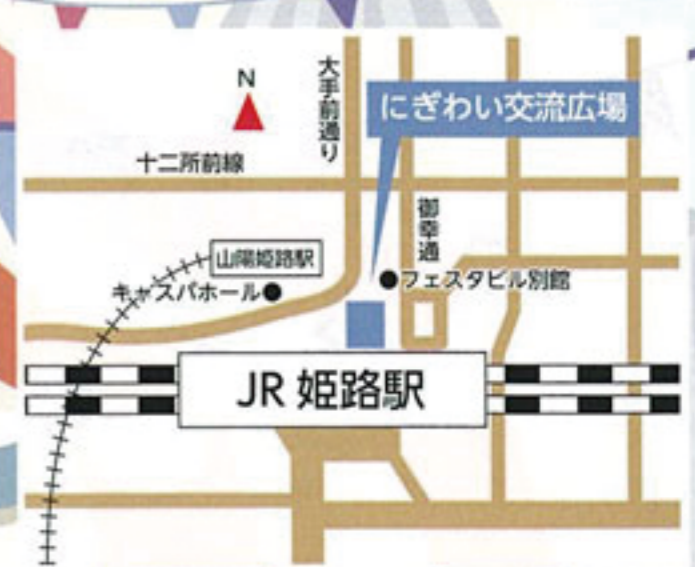 N
大手前通り
にぎわい交流広場
十二所前線
御幸通
山陽姫路駅
キャスパホール
フェスタビル別館
JR 姫路駅